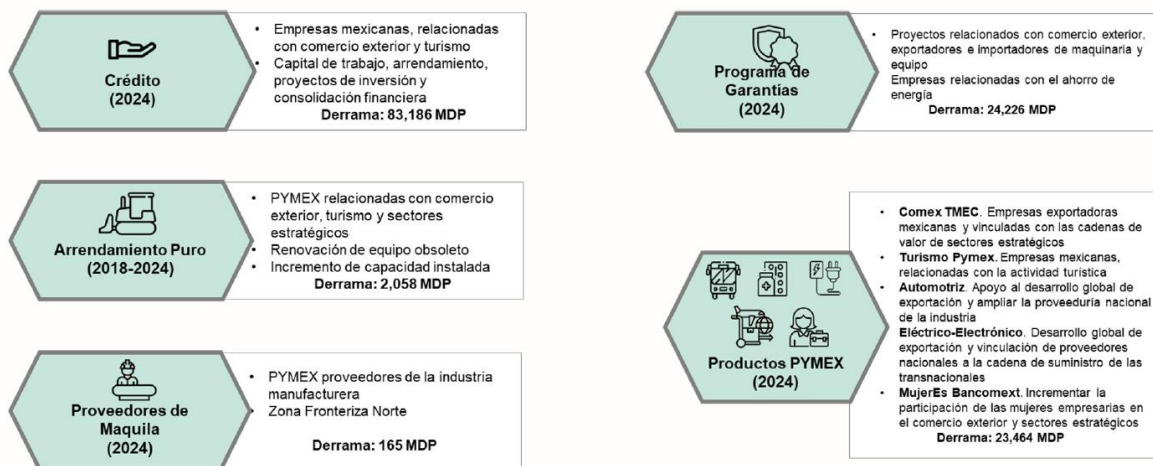 Crédito
(2024)
• Empresas mexicanas, relacionadas
con comercio exterior y turismo
• Capital de trabajo, arrendamiento,
proyectos de inversión y
consolidación financiera
Derrama: 83,186 MDP
Arrendamiento Puro
(2018-2024)
• PYMEX relacionadas con comercio
exterior, turismo y sectores
estratégicos
• Renovación de equipo obsoleto
• Incremento de capacidad instalada
Derrama: 2,058 MDP
Proveedores de
Maquila
(2024)
• PYMEX proveedores de la industria
manufacturera
• Zona Fronteriza Norte
Derrama: 165 MDP
Programa de
Garantías
(2024)
• Proyectos relacionados con comercio exterior,
exportadores e importadores de maquinaria y
equipo
Empresas relacionadas con el ahorro de
energía
Derrama: 24,226 MDP
Productos PYMEX
(2024)
• Comex TMEC. Empresas exportadoras
mexicanas y vinculadas con las cadenas de
valor de sectores estratégicos
• Turismo Pymex. Empresas mexicanas,
relacionadas con la actividad turística
• Automotriz. Apoyo al desarrollo global de
exportación y ampliar la proveeduría nacional
de la industria
Eléctrico-Electrónico. Desarrollo global de
exportación y vinculación de proveedores
nacionales a la cadena de suministro de las
transnacionales
• MujerEs Bancomext. Incrementar la
participación de las mujeres empresarias en
el comercio exterior y sectores estratégicos
Derrama: 23,464 MDP